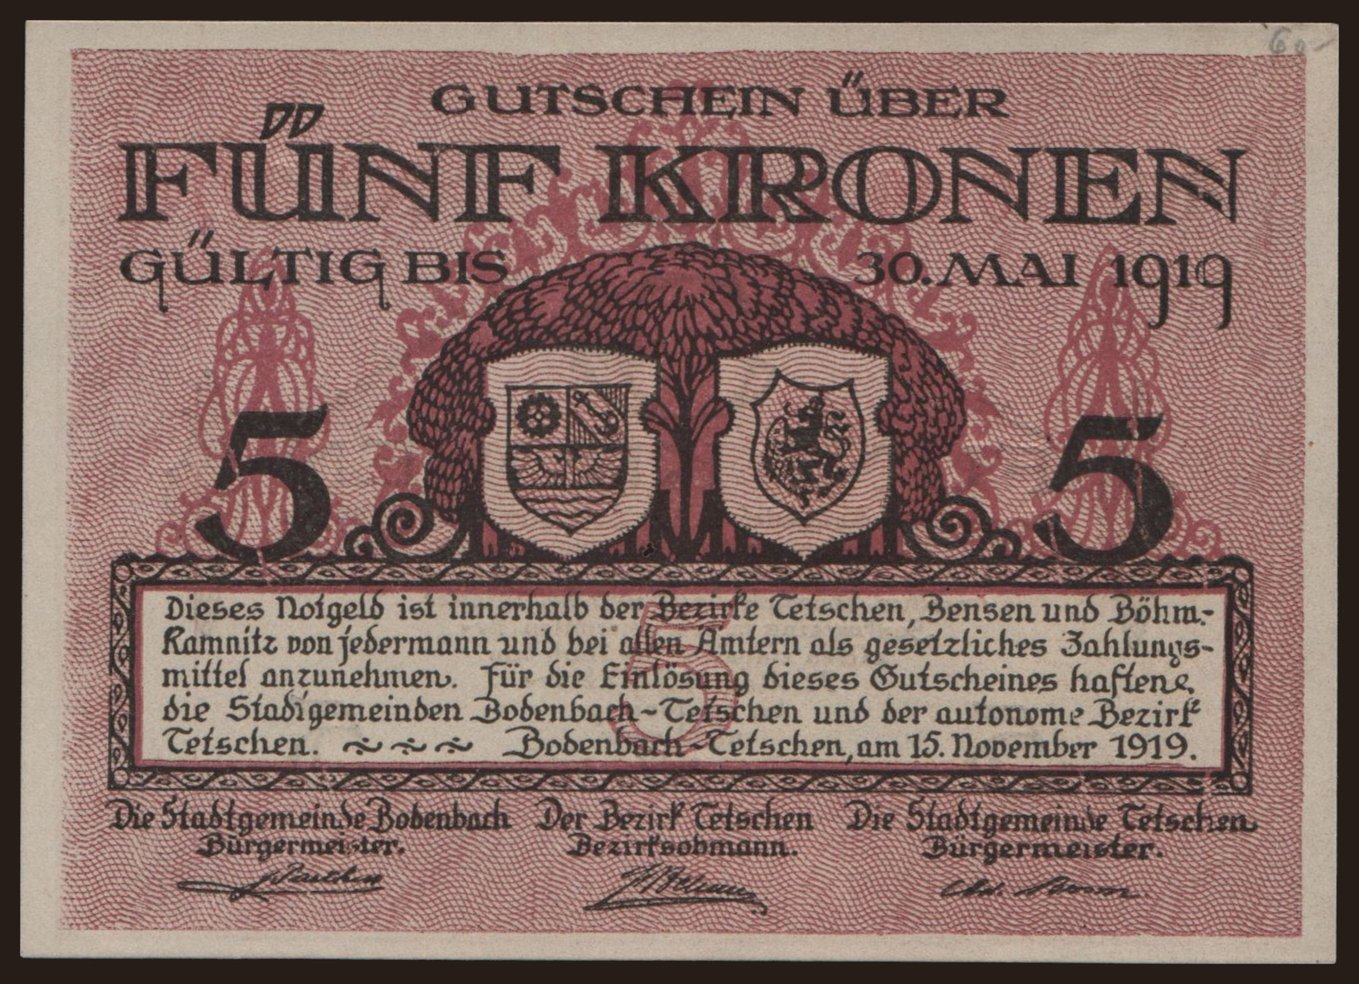 60-
GUTSCHEIN ÜBER
FÜNF KRONEN
GÜLTIG BIS 30. MAI 1919
5 5
Dieses Notgeld ist innerhalb der Bezirke Tetschen, Bensen und Böhm.-
Kamnitz von jedermann und bei allen Ämtern als gesetzliches Zahlungs-
mittel anzunehmen. Für die Einlösung dieses Gutscheines haften
die Stadtgemeinden Bodenbach-Tetschen und der autonome Bezirk
Tetschen. Bodenbach-Tetschen, am 15. November 1919.
5
Die Stadtgemeinde Bodenbach Der Bezirk Tetschen Die Stadtgemeinde Tetschen
Bürgermeister. Bezirksobmann. Bürgermeister.